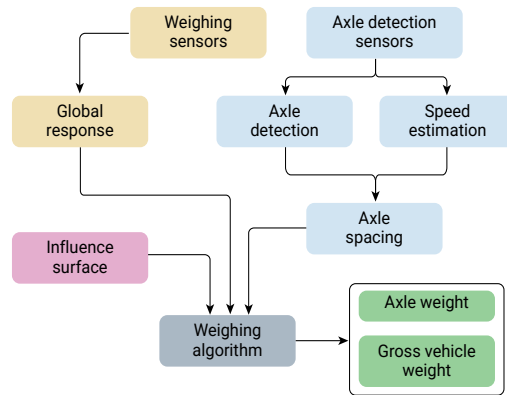 Weighing
sensors
Axle detection
sensors
Global
response
Axle
detection
Speed
estimation
Axle
spacing
Influence
surface
Weighing
algorithm
Axle weight
Gross vehicle
weight